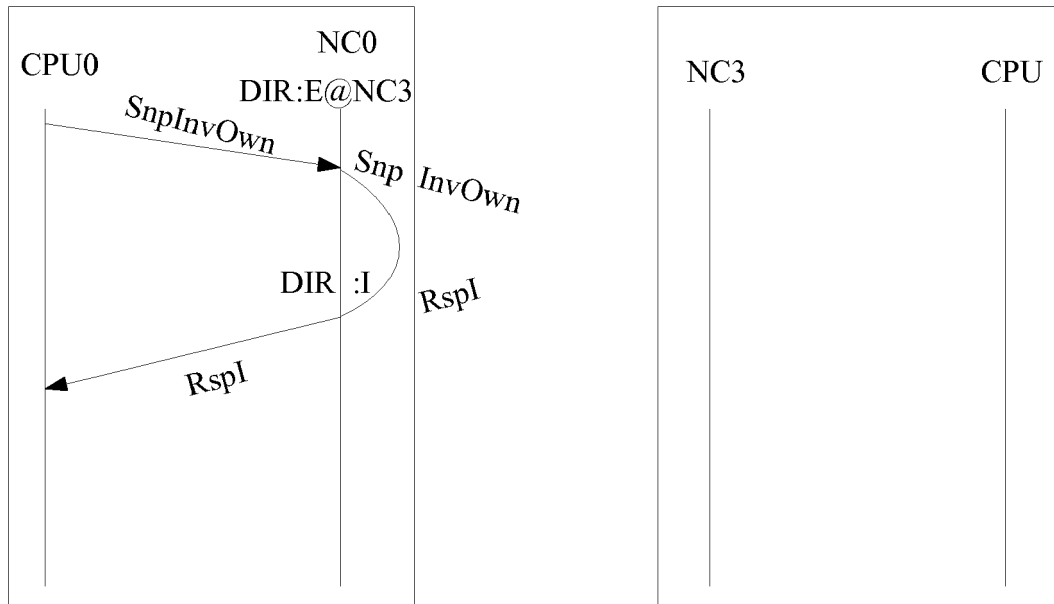 NC0
CPU0
DIR:E@NC3
SnpInvOwn
Snp InvOwn
DIR :I
RspI
RspI
NC3
CPU